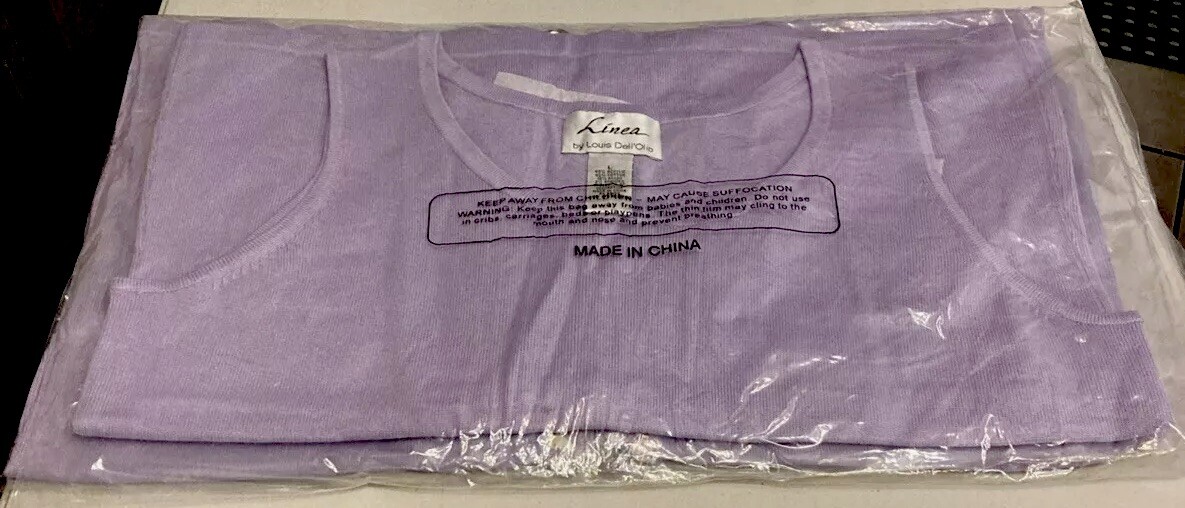 Linea
by Louis Dell'Olio
L
KEEP AWAY FROM CHILDREN – MAY CAUSE SUFFOCATION
WARNING: Keep this bag away from babies and children. Do not use
in cribs, carriages, beds or playpens. The thin film may cling to the
mouth and nose and prevent breathing.
MADE IN CHINA